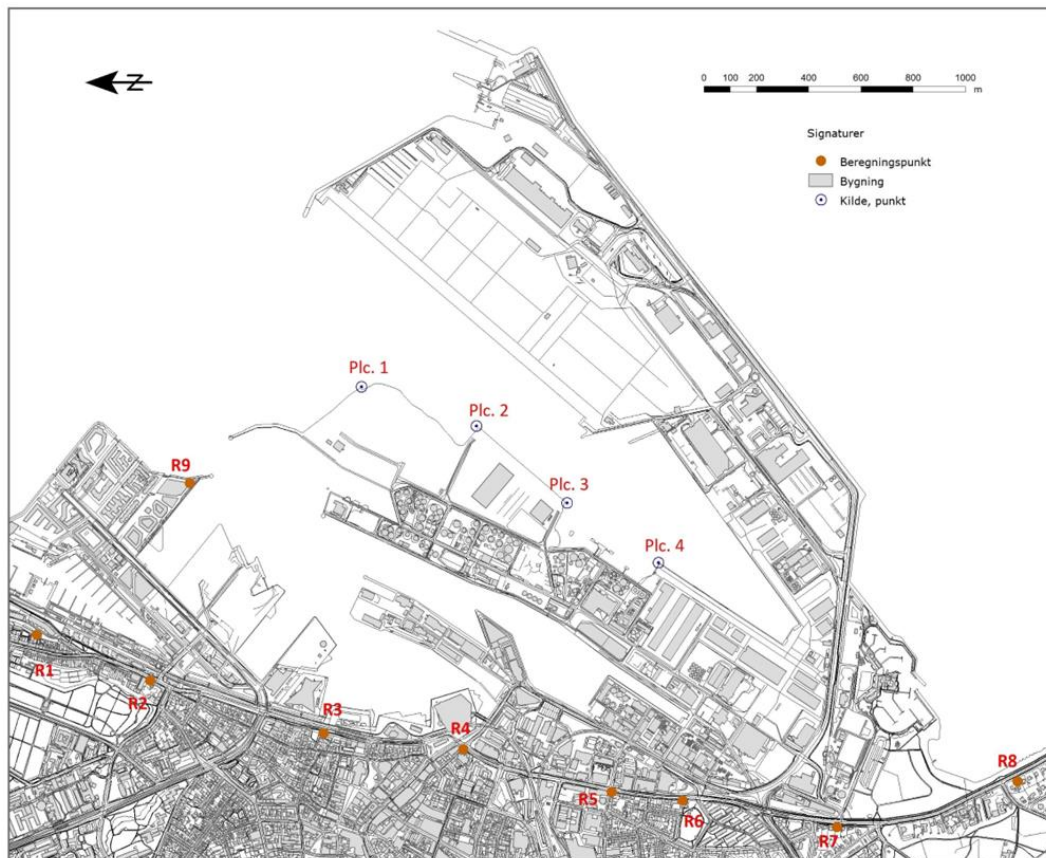 N
0 100 200 400 600 800 1000
m
Signaturer
Beregningspunkt
Bygning
Kilde, punkt
Plc. 1
Plc. 2
R9
Plc. 3
Plc. 4
R1
R2
R3
R4
R5
R6
R7
R8